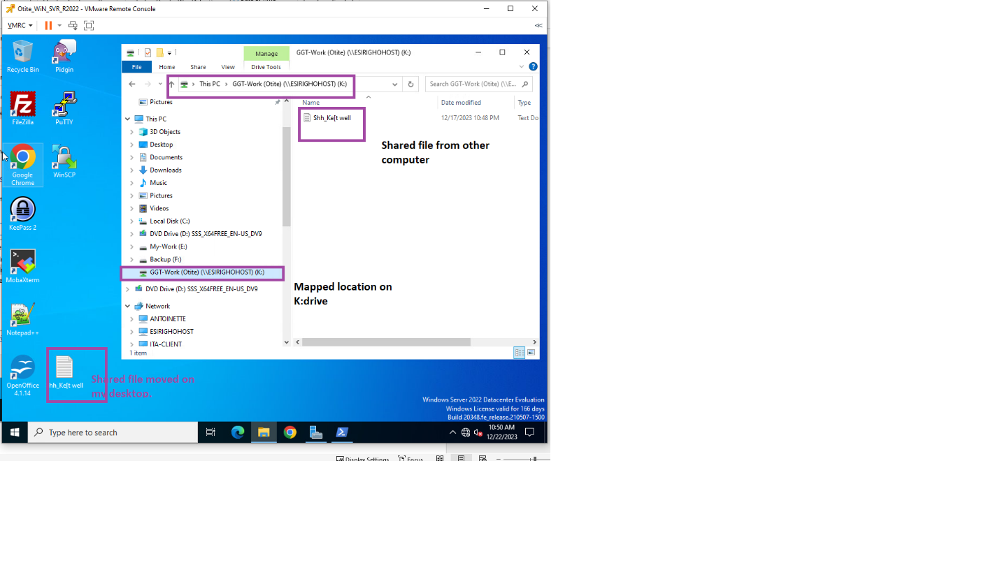 Otite_WiN_SVR_R2022 - VMware Remote Console
VMRC
Recycle Bin
Pidgin
FileZilla
PuTTY
Google
Chrome
WinSCP
KeePass 2
MobaXterm
Notepad++
OpenOffice
4.1.14
hh_Ke[t well
Manage
GGT-Work (Otite) (\\ESIRIGHOHOST) (K:)
File
Home
Share
View
Drive Tools
This PC
GGT-Work (Otite) (\\ESIRIGHOHOST) (K:)
Search GGT-Work (Otite) (\\E...
Pictures
This PC
3D Objects
Desktop
Documents
Downloads
Music
Pictures
Videos
Local Disk (C:)
DVD Drive (D:) SSS_X64FREE_EN-US_DV9
My-Work (E:)
Backup (F:)
GGT-Work (Otite) (\\ESIRIGHOHOST) (K:)
DVD Drive (D:) SSS_X64FREE_EN-US_DV9
Network
ANTOINETTE
ESIRIGHOHOST
ITA-CLIENT
1 item
Name
Date modified
Type
Shh_Ke[t well
12/17/2023 10:48 PM
Text Do
Shared file from other
computer
Mapped location on
K:drive
Shared file moved on
my desktop.
Windows Server 2022 Datacenter Evaluation
Windows License valid for 166 days
Build 20348.fe_release.210507-1500
Type here to search
10:50 AM
12/22/2023
Display Settings
Focus